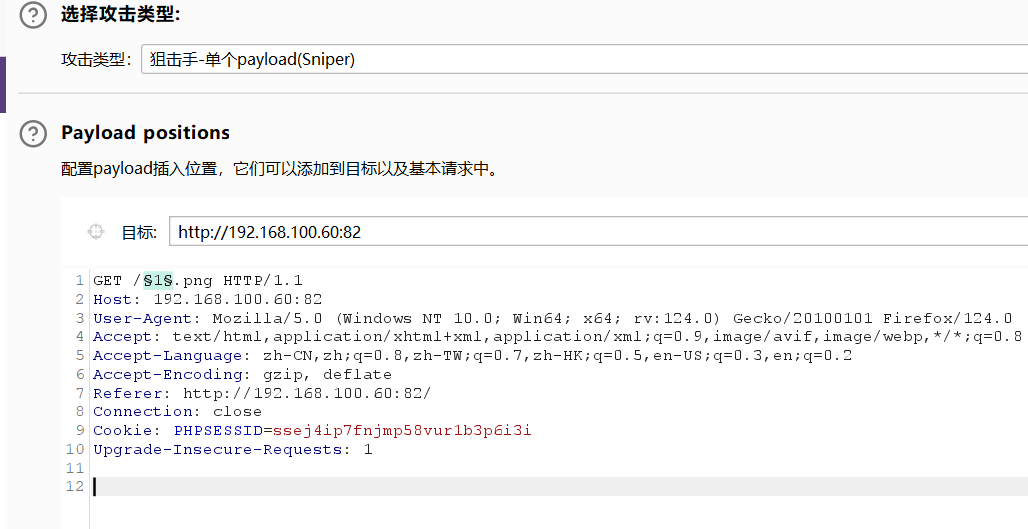 选择攻击类型:
攻击类型: 狙击手-单个payload(Sniper)
Payload positions
配置payload插入位置，它们可以添加到目标以及基本请求中。
目标: http://192.168.100.60:82
1 GET /§1§.png HTTP/1.1
2 Host: 192.168.100.60:82
3 User-Agent: Mozilla/5.0 (Windows NT 10.0; Win64; x64; rv:124.0) Gecko/20100101 Firefox/124.0
4 Accept: text/html,application/xhtml+xml,application/xml;q=0.9,image/avif,image/webp,*/*;q=0.8
5 Accept-Language: zh-CN,zh;q=0.8,zh-TW;q=0.7,zh-HK;q=0.5,en-US;q=0.3,en;q=0.2
6 Accept-Encoding: gzip, deflate
7 Referer: http://192.168.100.60:82/
8 Connection: close
9 Cookie: PHPSESSID=ssej4ip7fnjmp58vur1b3p6i3i
10 Upgrade-Insecure-Requests: 1
11
12